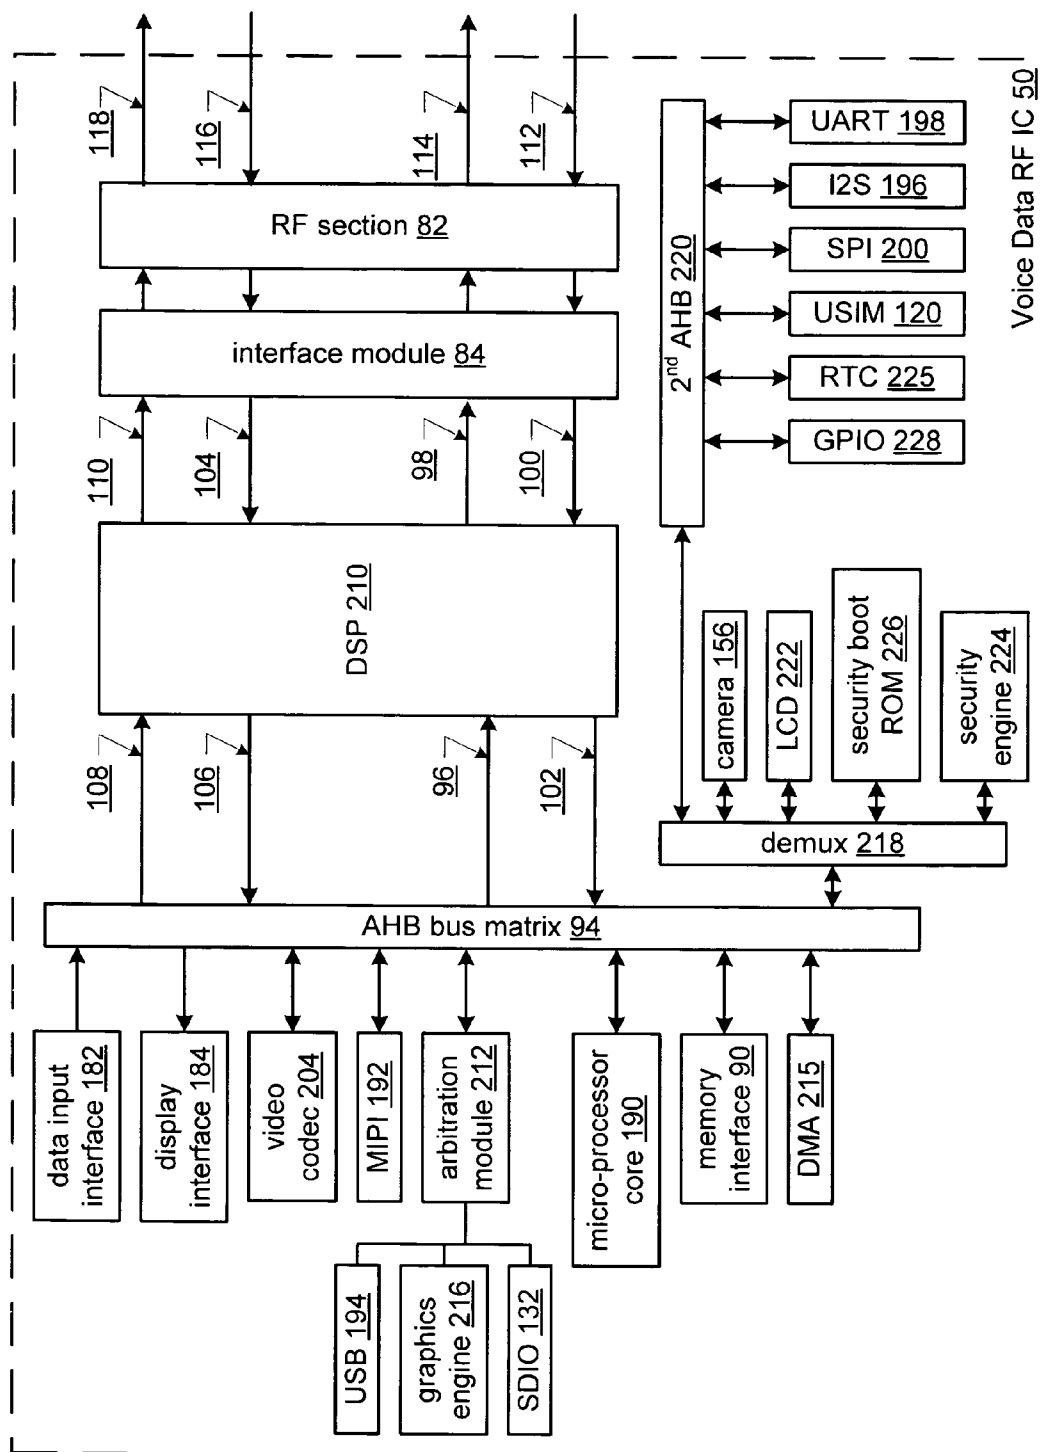 118
116
114
112
RF section 82
interface module 84
110
104
98
100
DSP 210
108
106
96
102
AHB bus matrix 94
2nd AHB 220
UART 198
I2S 196
SPI 200
USIM 120
RTC 225
GPIO 228
Voice Data RF IC 50
camera 156
LCD 222
security boot
ROM 226
security
engine 224
demux 218
data input
interface 182
display
interface 184
video
codec 204
MIPI 192
arbitration
module 212
micro-processor
core 190
memory
interface 90
DMA 215
USB 194
graphics
engine 216
SDIO 132